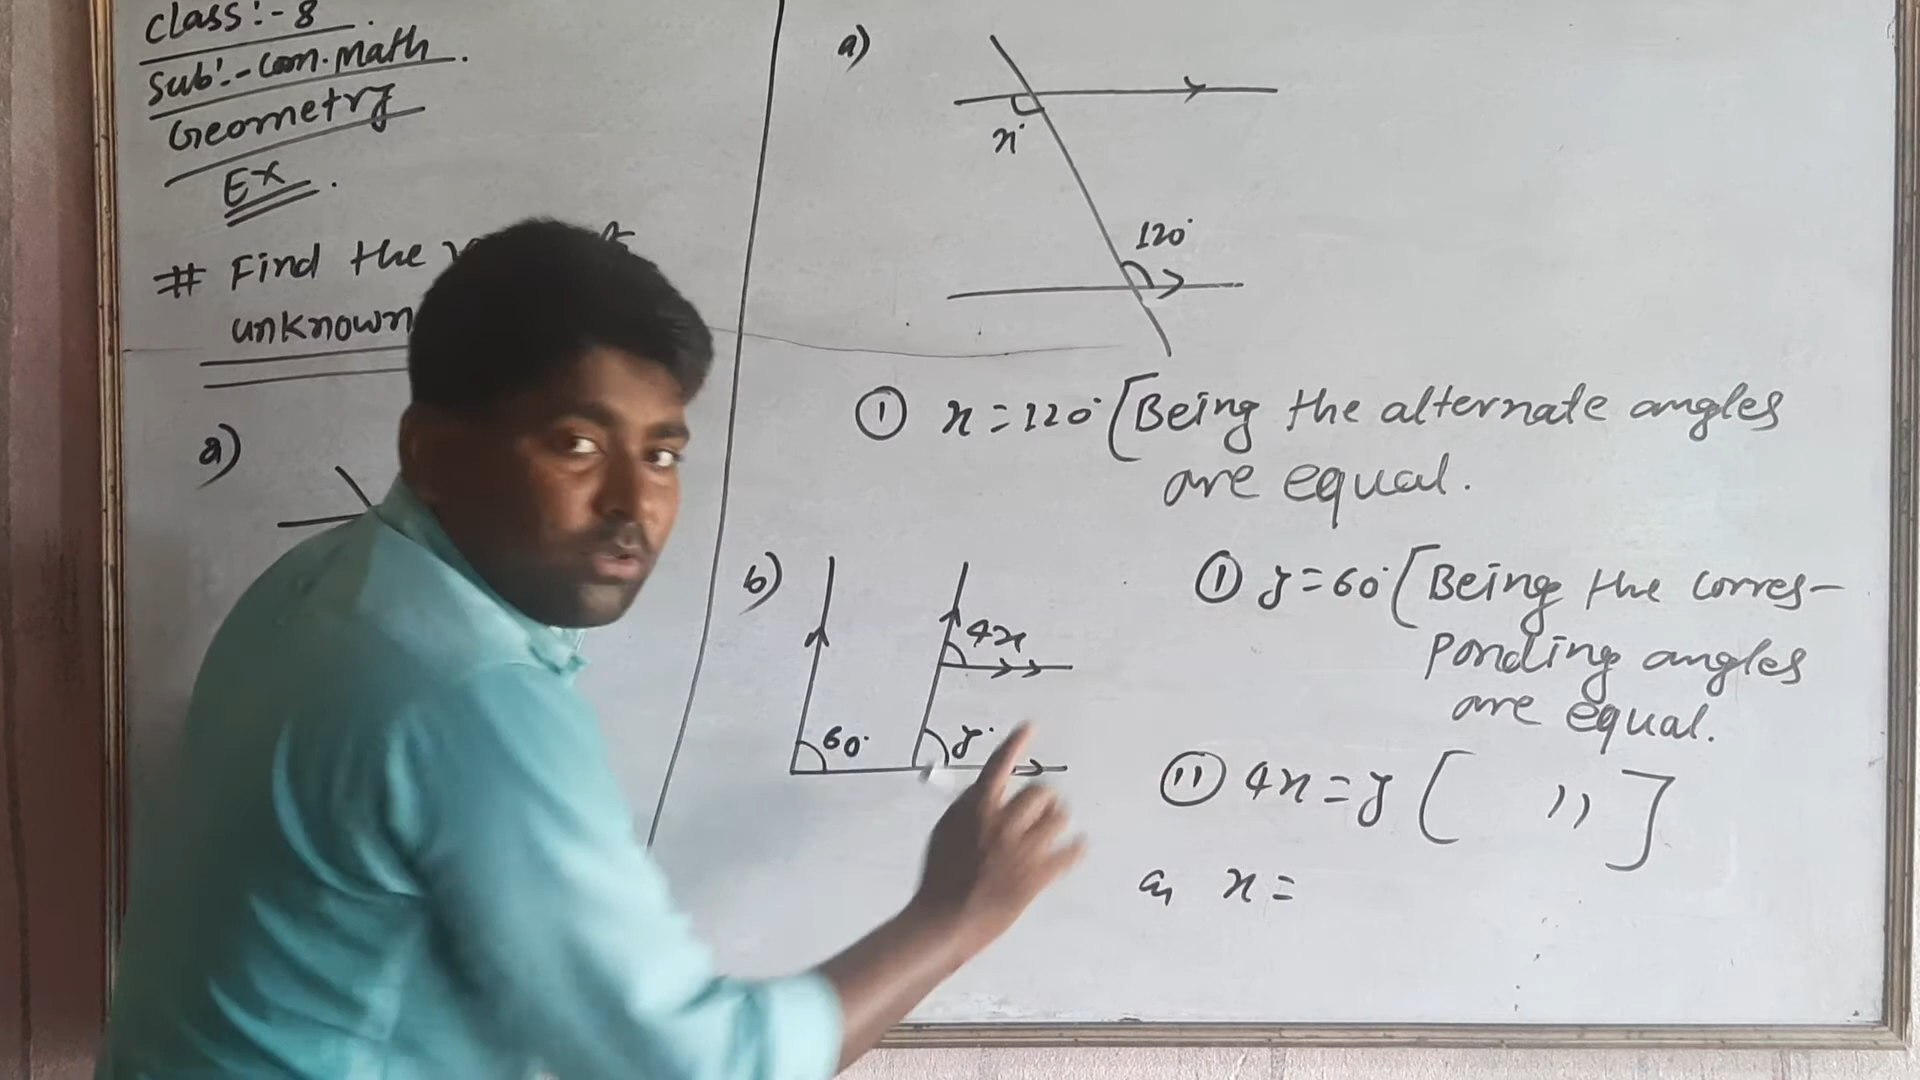 Class:- 8
Sub:- Com. Math
Geometry
Ex
# Find the
unknown
a)
a)
x°
120°
① x = 120° [Being the alternate angles
are equal.
b)
4x
60°
y°
① y = 60° [Being the corres-
ponding angles
are equal.
⑪ 4x = y [ ,, ]
x =